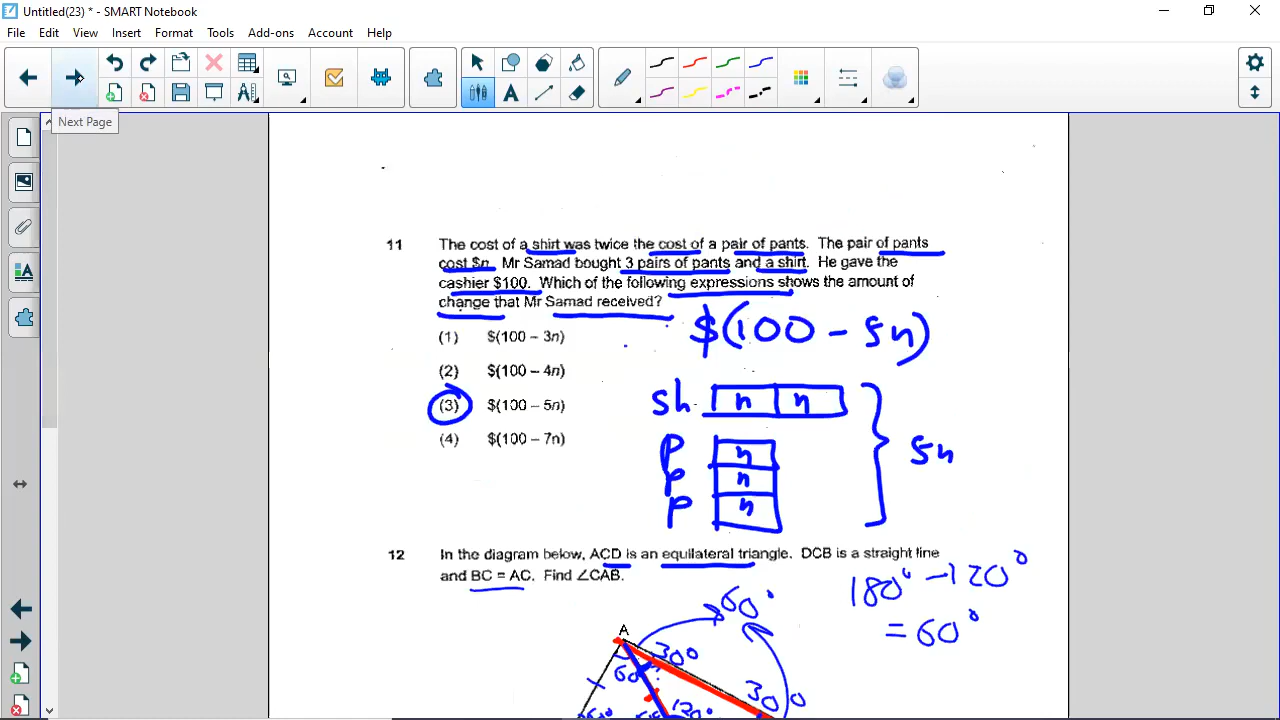 Untitled(23) * - SMART Notebook
File Edit View Insert Format Tools Add-ons Account Help
Next Page
11 The cost of a shirt was twice the cost of a pair of pants. The pair of pants
cost $n. Mr Samad bought 3 pairs of pants and a shirt. He gave the
cashier $100. Which of the following expressions shows the amount of
change that Mr Samad received?
$(100 - 5n)
(1) $(100 – 3n)
(2) $(100 – 4n)
(3) $(100 – 5n)
(4) $(100 – 7n)
sh n n
p n
p n
p n
5n
12 In the diagram below, ACD is an equilateral triangle. DCB is a straight line
and BC = AC. Find ∠CAB.
180° - 120°
= 60°
60°
A
30°
60°
30°
120°